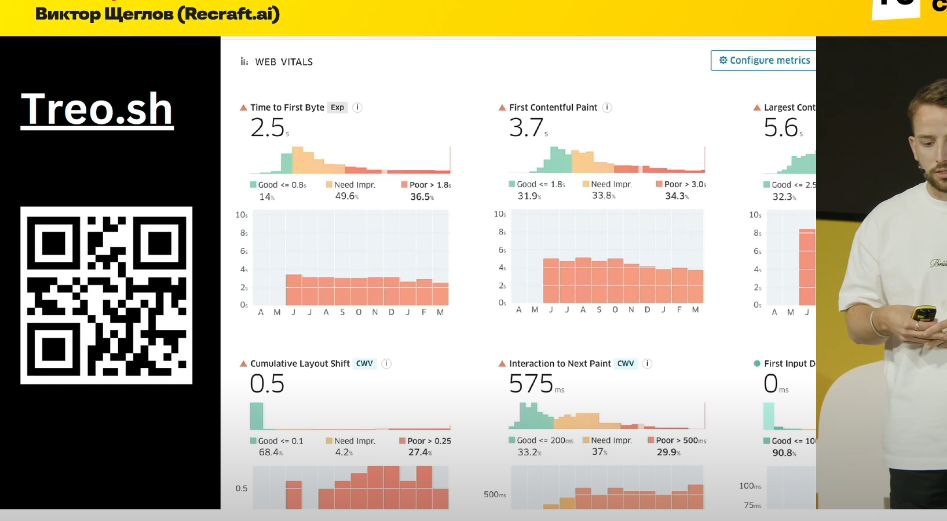 Виктор Щеглов (Recraft.ai)
Treo.sh
WEB VITALS
Configure metrics
Time to First Byte Exp i
2.5s
Good <= 0.8s Need Impr. Poor > 1.8s
14% 49.6% 36.5%
10s
8s
6s
4s
2s
0s
A M J J A S O N D J F M
First Contentful Paint i
3.7s
Good <= 1.8s Need Impr. Poor > 3.0s
31.9% 33.8% 34.3%
10s
8s
6s
4s
2s
0s
A M J J A S O N D J F M
Largest Cont
5.6s
Good <= 2.5
32.3%
10s
8s
6s
4s
2s
0s
A M J
Cumulative Layout Shift CWV i
0.5
Good <= 0.1 Need Impr. Poor > 0.25
68.4% 4.2% 27.4%
0.5
Interaction to Next Paint CWV i
575ms
Good <= 200ms Need Impr. Poor > 500ms
33.2% 37% 29.9%
500ms
First Input D
0ms
Good <= 10
90.8%
100ms
75ms